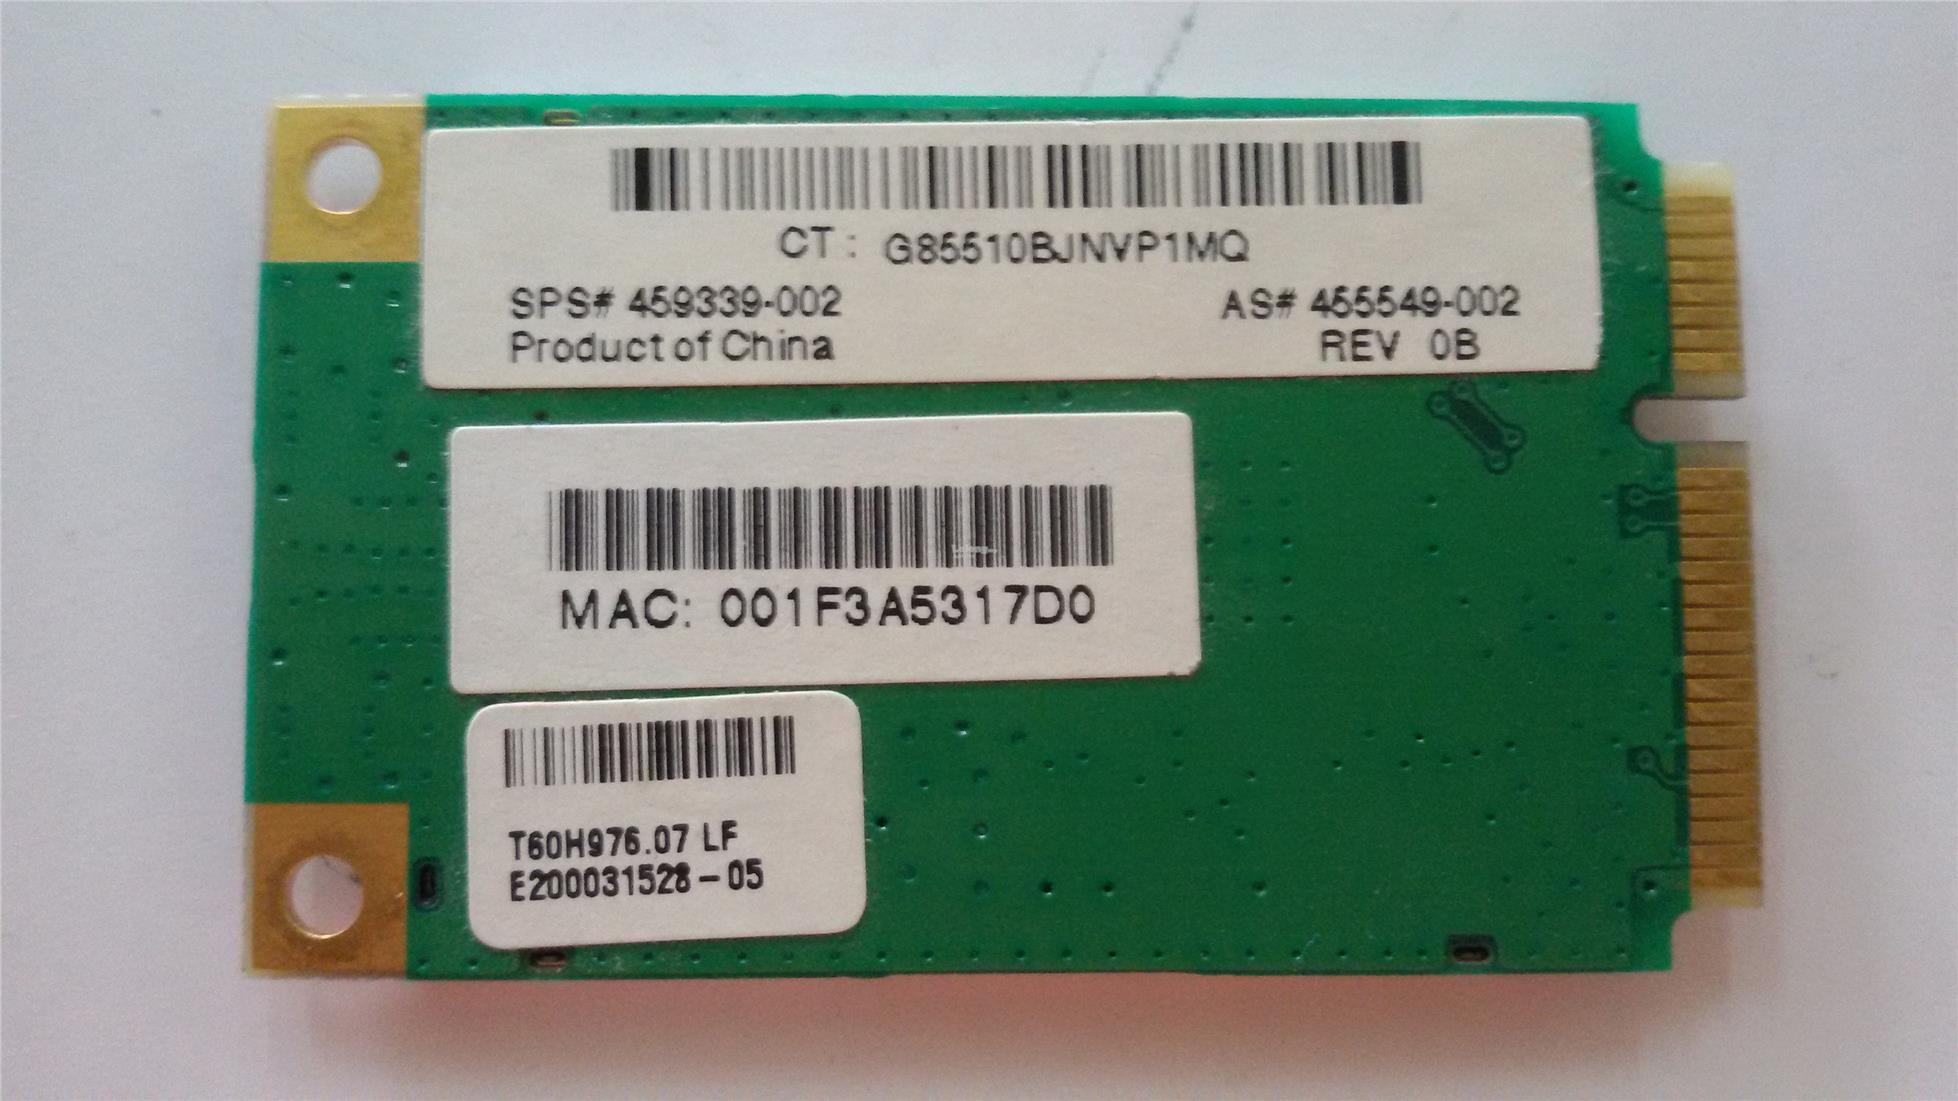 CT: G85510BJNVP1MQ
SPS# 459339-002
AS# 455549-002
Product of China
REV 0B
MAC: 001F3A5317D0
T60H976.07 LF
E200031528-05